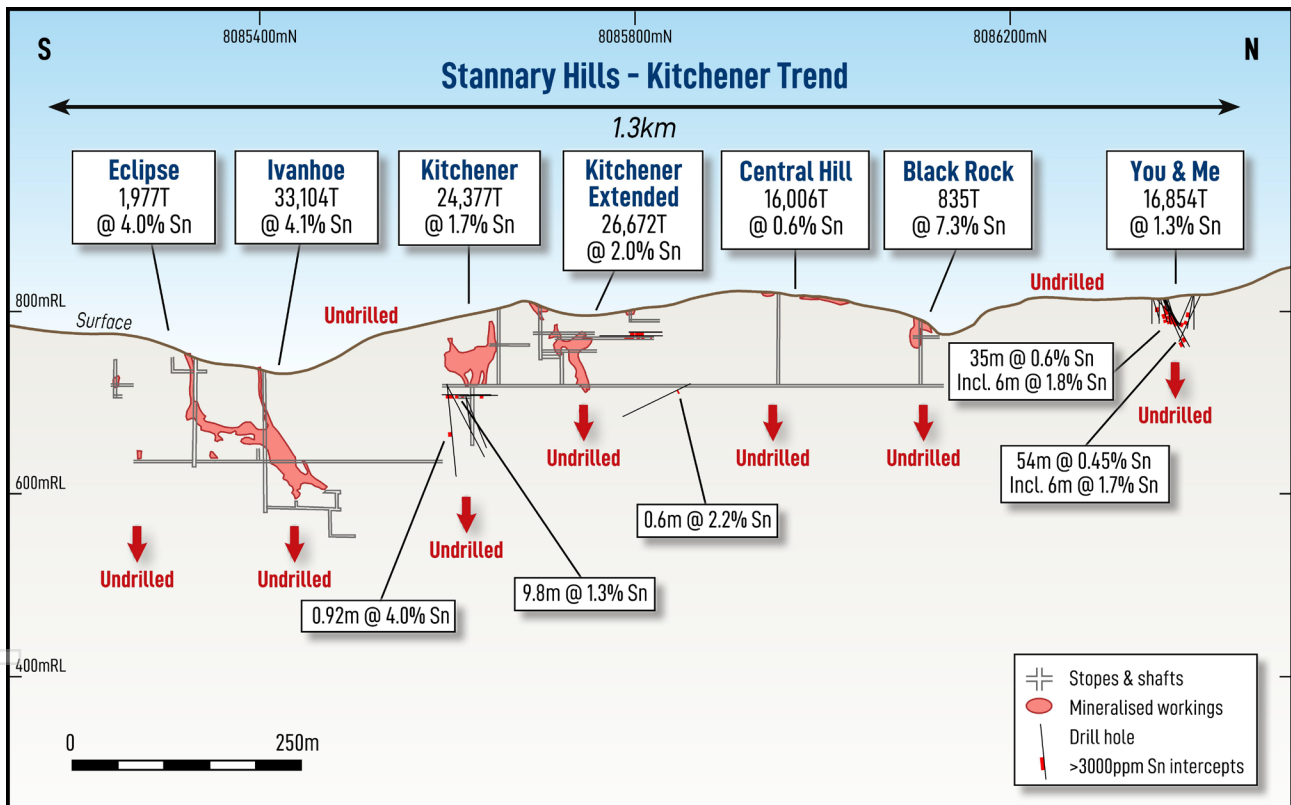 8085400mN
8085800mN
8086200mN
S
N
Stannary Hills - Kitchener Trend
1.3km
Eclipse
1,977T
@ 4.0% Sn
Ivanhoe
33,104T
@ 4.1% Sn
Kitchener
24,377T
@ 1.7% Sn
Kitchener
Extended
26,672T
@ 2.0% Sn
Central Hill
16,006T
@ 0.6% Sn
Black Rock
835T
@ 7.3% Sn
You & Me
16,854T
@ 1.3% Sn
800mRL
Surface
Undrilled
Undrilled
35m @ 0.6% Sn
Incl. 6m @ 1.8% Sn
Undrilled
Undrilled
Undrilled
Undrilled
54m @ 0.45% Sn
Incl. 6m @ 1.7% Sn
600mRL
0.6m @ 2.2% Sn
Undrilled
Undrilled
Undrilled
9.8m @ 1.3% Sn
0.92m @ 4.0% Sn
400mRL
0
250m
Stopes & shafts
Mineralised workings
Drill hole
>3000ppm Sn intercepts